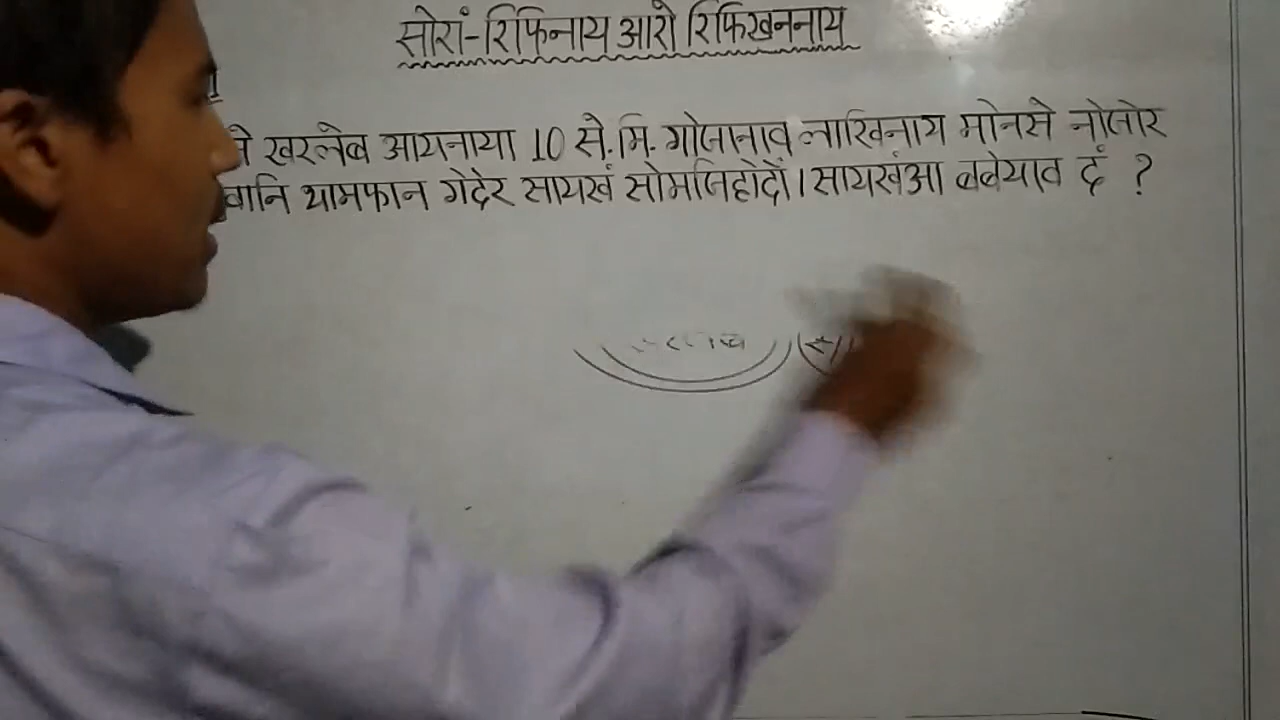 सोरां-रिफिनाय आरो रिफिखननाय
खरलेब आयनाया 10 से.मि. गोजानाव लाखिनाय मोनसे नोजोर
थामफान गेदेर सायखं सोमजिहोदों। सायखंआ बबेयाव दं ?